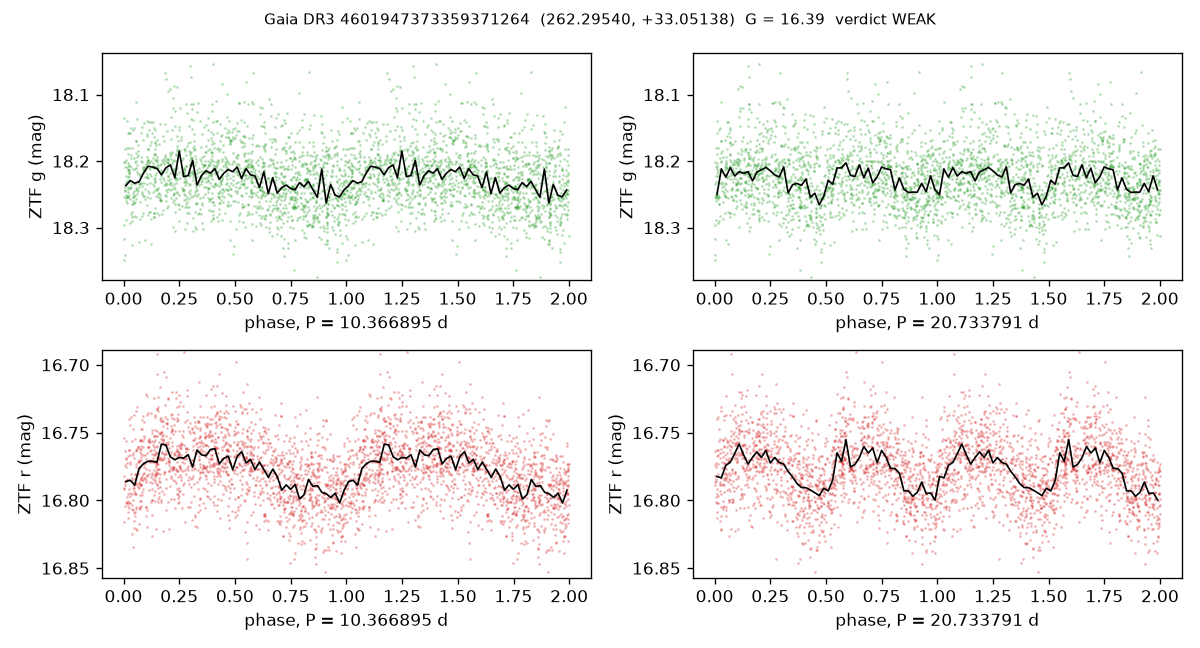 Gaia DR3 4601947373359371264  (262.29540, +33.05138)  G = 16.39  verdict WEAK
ZTF g (mag)
18.1
18.2
18.3
0.00 0.25 0.50 0.75 1.00 1.25 1.50 1.75 2.00
phase, P = 10.366895 d
ZTF g (mag)
18.1
18.2
18.3
0.00 0.25 0.50 0.75 1.00 1.25 1.50 1.75 2.00
phase, P = 20.733791 d
ZTF r (mag)
16.70
16.75
16.80
16.85
0.00 0.25 0.50 0.75 1.00 1.25 1.50 1.75 2.00
phase, P = 10.366895 d
ZTF r (mag)
16.70
16.75
16.80
16.85
0.00 0.25 0.50 0.75 1.00 1.25 1.50 1.75 2.00
phase, P = 20.733791 d